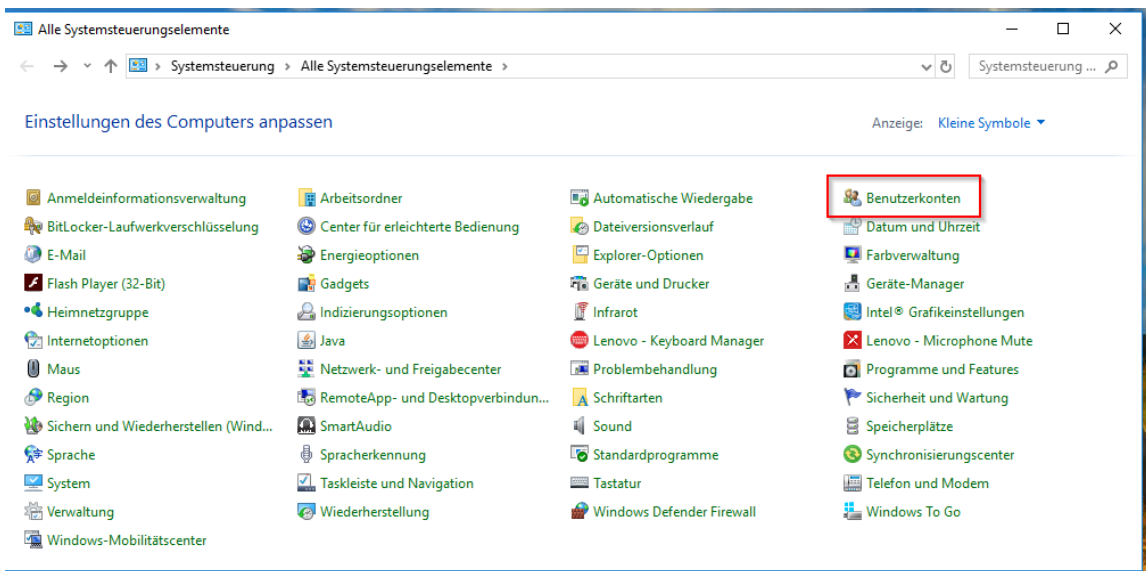 Alle Systemsteuerungselemente
Systemsteuerung > Alle Systemsteuerungselemente >
Systemsteuerung ...
Einstellungen des Computers anpassen
Anzeige: Kleine Symbole
Anmeldeinformationsverwaltung Arbeitsordner Automatische Wiedergabe Benutzerkonten
BitLocker-Laufwerkverschlüsselung Center für erleichterte Bedienung Dateiversionsverlauf Datum und Uhrzeit
E-Mail Energieoptionen Explorer-Optionen Farbverwaltung
Flash Player (32-Bit) Gadgets Geräte und Drucker Geräte-Manager
Heimnetzgruppe Indizierungsoptionen Infrarot Intel® Grafikeinstellungen
Internetoptionen Java Lenovo - Keyboard Manager Lenovo - Microphone Mute
Maus Netzwerk- und Freigabecenter Problembehandlung Programme und Features
Region RemoteApp- und Desktopverbindun... Schriftarten Sicherheit und Wartung
Sichern und Wiederherstellen (Wind... SmartAudio Sound Speicherplätze
Sprache Spracherkennung Standardprogramme Synchronisierungscenter
System Taskleiste und Navigation Tastatur Telefon und Modem
Verwaltung Wiederherstellung Windows Defender Firewall Windows To Go
Windows-Mobilitätscenter